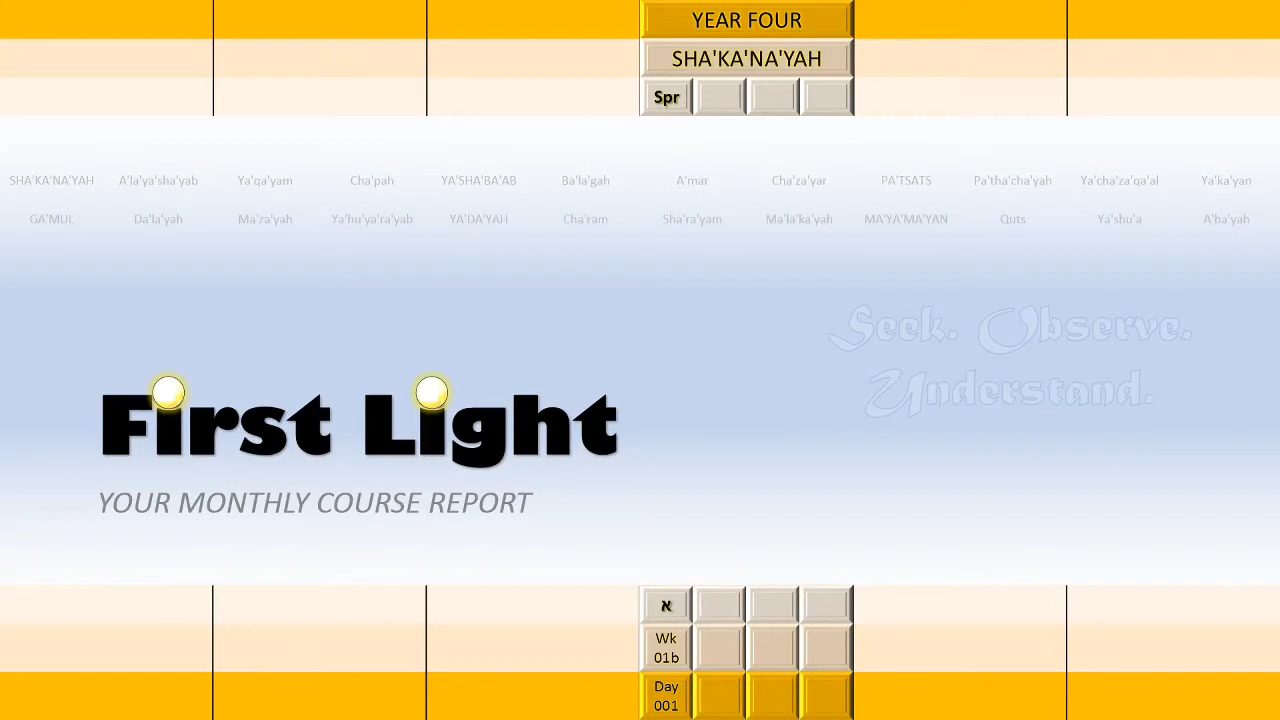 YEAR FOUR
SHA'KA'NA'YAH
Spr
SHA'KA'NA'YAH A'la'ya'sha'yab Ya'qa'yam Cha'pah YA'SHA'BA'AB Ba'la'gah A'mar Cha'za'yar PA'TSATS Pa'tha'cha'yah Ya'cha'za'qa'al Ya'ka'yan
GA'MUL Da'la'yah Ma'za'yah Ya'hu'ya'ra'yab YA'DA'YAH Cha'ram Sha'ra'yam Ma'la'ka'yah MA'YA'MA'YAN Quts Ya'shu'a A'ba'yah
Seek. Observe.
Understand.
First Light
YOUR MONTHLY COURSE REPORT
א
Wk
01b
Day
001